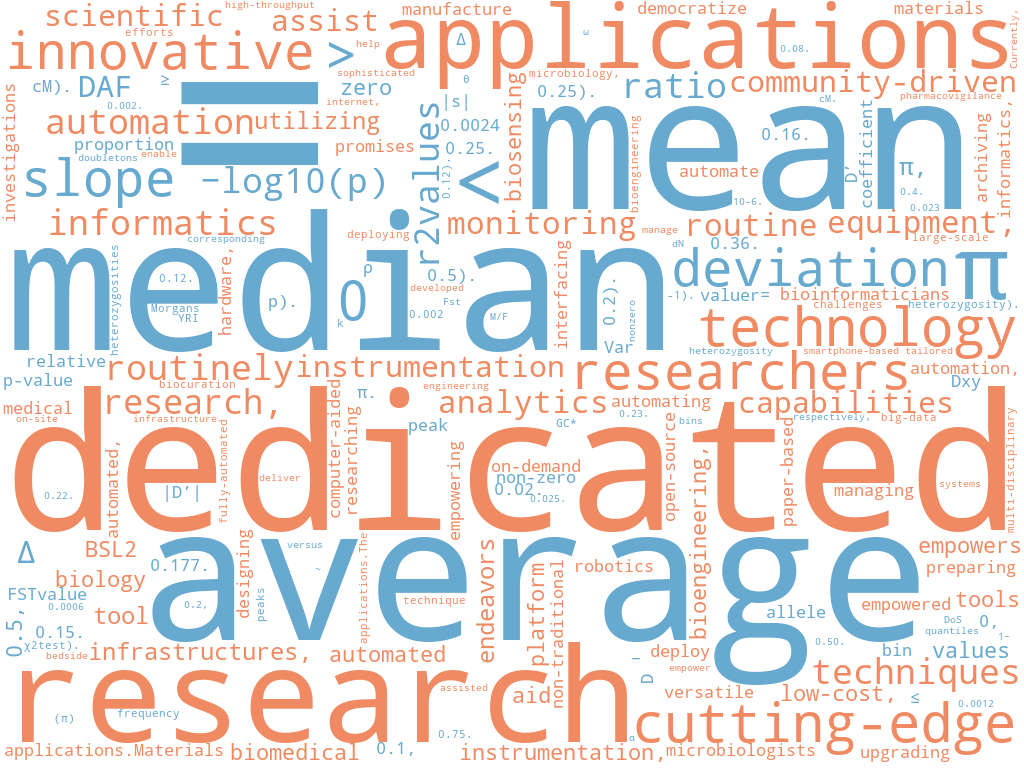 high-throughput
scientific
assist
manufacture
democratize
materials
applications
Currently,
efforts
innovative
>
help
Δ
ε
0.08.
cM).
DAF
≥
sophisticated
zero
|s|
microbiology,
0.25).
ratio
community-driven
=
0.002.
internet,
r2values
biosensing
cM.
pharmacovigilance
θ
investigations
automation
utilizing
0.0024
<
mean
0.16.
coefficient
archiving
informatics,
proportion
doubletons
enable
promises
0.25.
0.12).
bioengineering
automate
D’
π,
0.4.
slope
−log10(p)
10-6.
0.023
informatics
monitoring
manage
routine
equipment,
corresponding
deploying
dN
0.36.
large-scale
heterozygosities
median
hardware,
0.12.
Morgans
YRI
p).
ρ
0
k
0.5).
developed
Fst
0.002
M/F
interfacing
0.2).
nonzero
deviation
π
-1).
valuer=
bioinformaticians
challenges
heterozygosity).
technology
Var
relative
routinely
instrumentation
researchers
heterozygosity
smartphone-based
tailored
automation,
p-value
biocuration
π.
engineering
Dxy
medical
research,
computer-aided
analytics
automating
capabilities
on-site
infrastructure
researching
peak
0.23.
GC*
bins
respectively,
big-data
dedicated
automated,
fully-automated
deliver
0.22.
|D’|
empowering
on-demand
non-zero
0.02.
0.025.
open-source
bioengineering,
paper-based
managing
systems
multi-disciplinary
Δ
BSL2
average
designing
versus
applications.The
empowers
biology
0.177.
~
endeavors
platform
non-traditional
robotics
preparing
FSTvalue
0.0006
tool
0.2,
peaks
technique
allele
empowered
tools
0.5,
0.15.
χ2test).
DoS
0,
quantiles
1−
0.50.
bedside
infrastructures,
automated
−
D
deploy
bin
values
research
assisted
aid
empower
versatile
low-cost,
techniques
≤
0.0012
(π)
frequency
0.75.
α
cutting-edge
applications.Materials
biomedical
0.1,
instrumentation,
microbiologists
upgrading